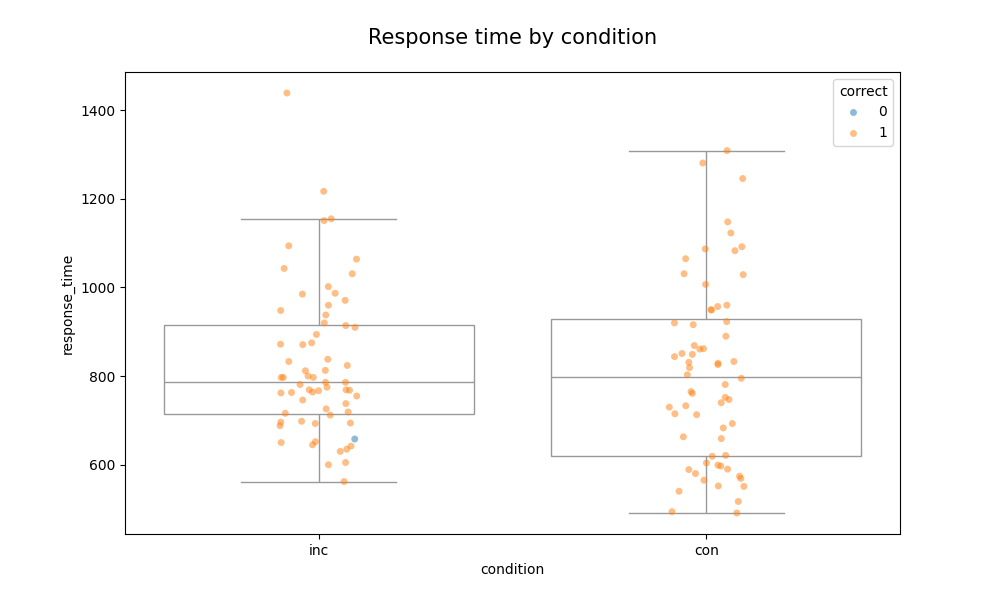 Response time by condition
correct
0
1
1400
1200
1000
800
600
response_time
inc
con
condition